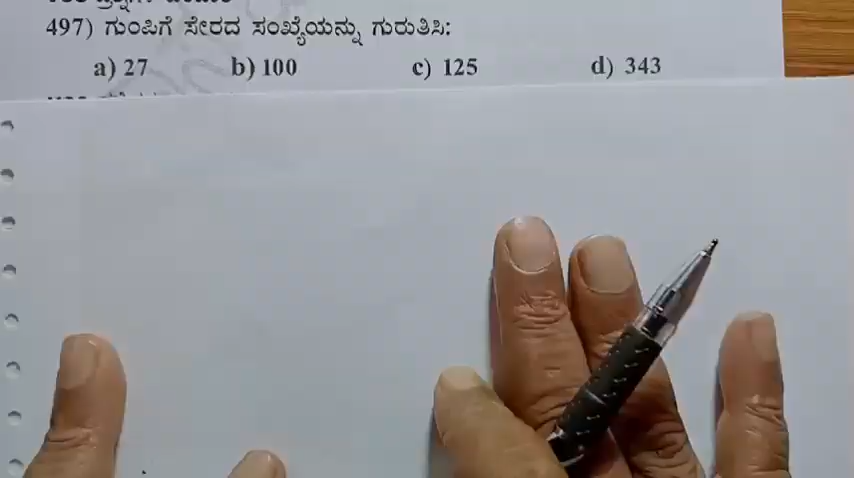 497) ಗುಂಪಿಗೆ ಸೇರದ ಸಂಖ್ಯೆಯನ್ನು ಗುರುತಿಸಿ:
a) 27 b) 100 c) 125 d) 343